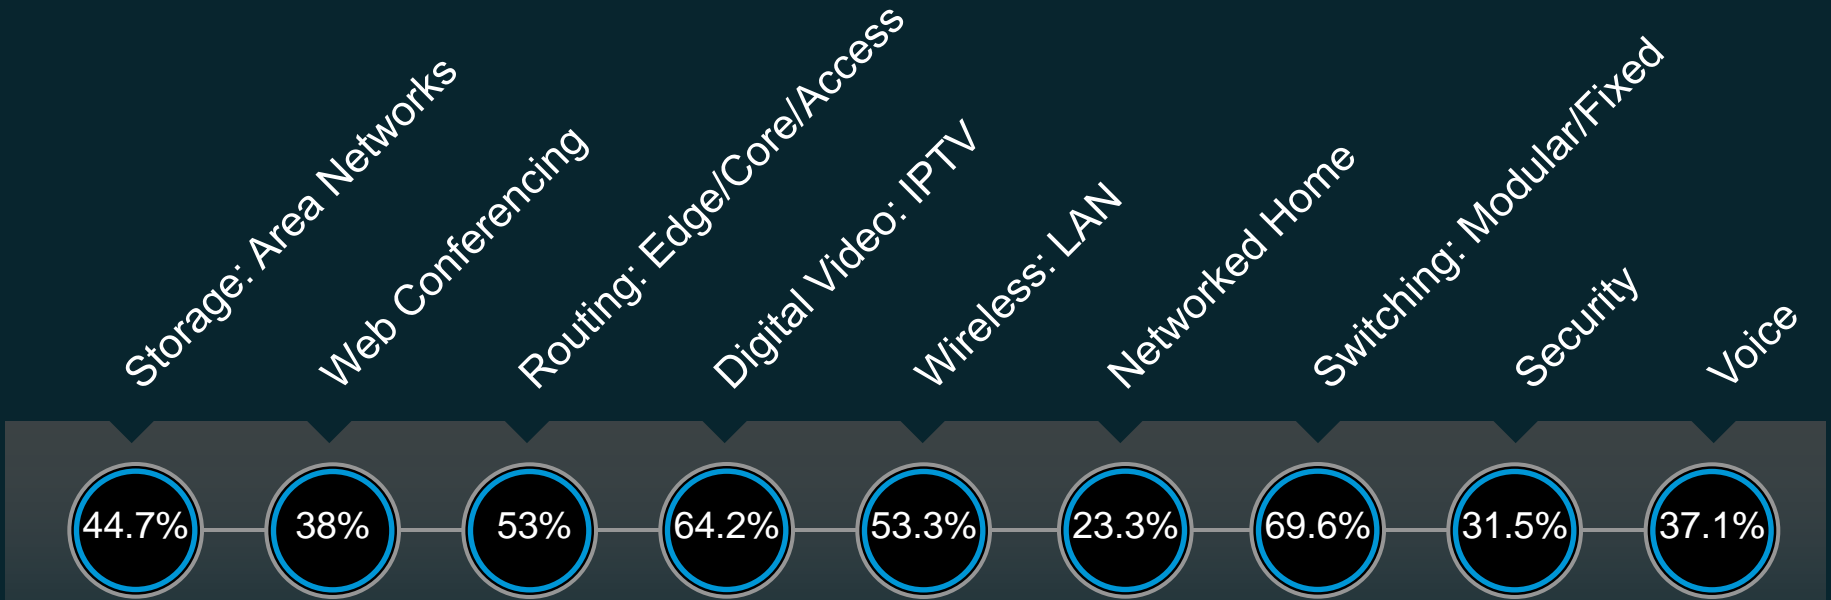 Storage: Area Networks
Web Conferencing
Routing: Edge/Core/Access
Digital Video: IPTV
Wireless: LAN
Networked Home
Switching: Modular/Fixed
Security
Voice
44.7%
38%
53%
64.2%
53.3%
23.3%
69.6%
31.5%
37.1%